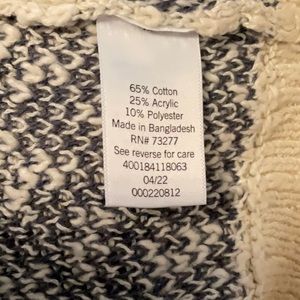 65% Cotton
25% Acrylic
10% Polyester
Made in Bangladesh
RN# 73277
See reverse for care
400184118063
04/22
000220812